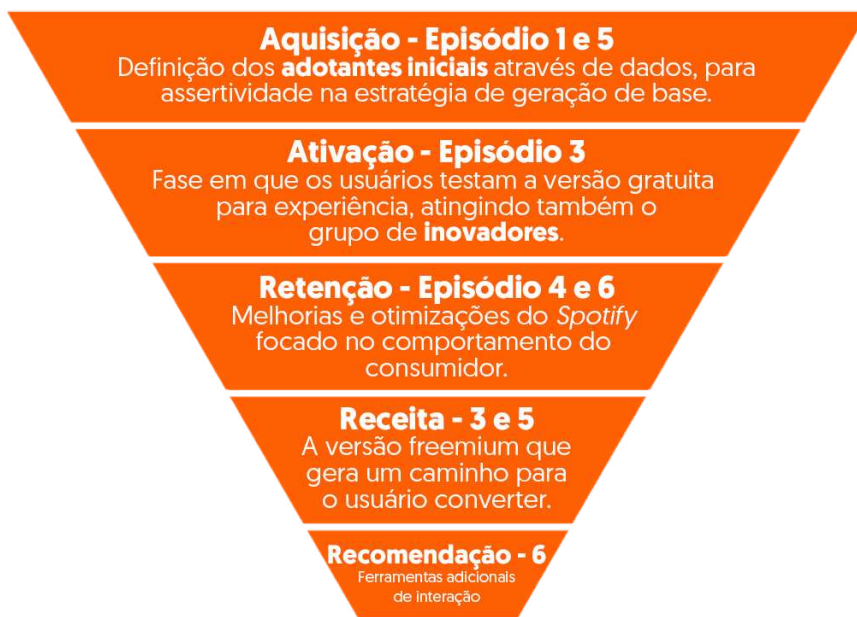 Aquisição - Episódio 1 e 5
Definição dos adotantes iniciais através de dados, para
assertividade na estratégia de geração de base.
Ativação - Episódio 3
Fase em que os usuários testam a versão gratuita
para experiência, atingindo também o
grupo de inovadores.
Retenção - Episódio 4 e 6
Melhorias e otimizações do Spotify
focado no comportamento do
consumidor.
Receita - 3 e 5
A versão freemium que
gera um caminho para
o usuário converter.
Recomendação - 6
Ferramentas adicionais
de interação